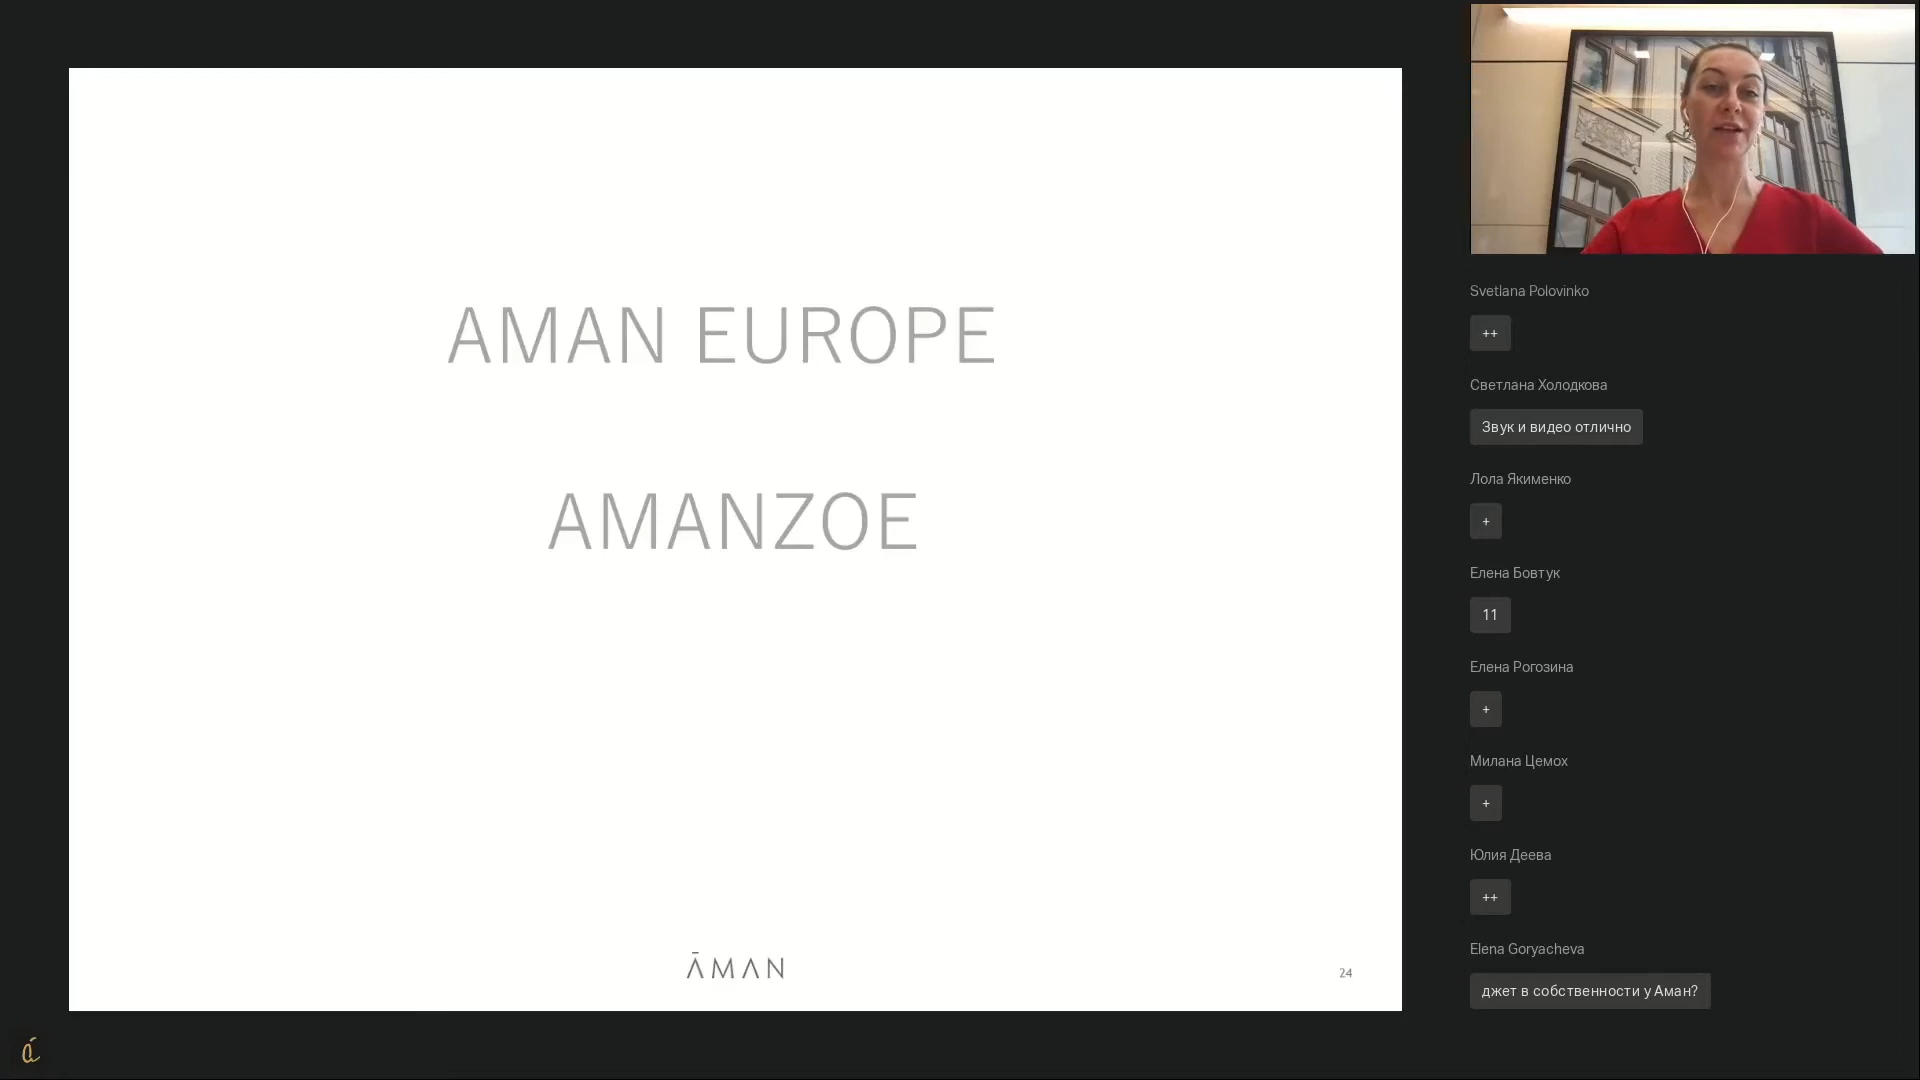 AMAN EUROPE
AMANZOE
ĀMAN
24
Svetlana Polovinko
++
Светлана Холодкова
Звук и видео отлично
Лола Якименко
+
Елена Бовтук
11
Елена Рогозина
+
Милана Цемох
+
Юлия Деева
++
Elena Goryacheva
джет в собственности у Аман?
á